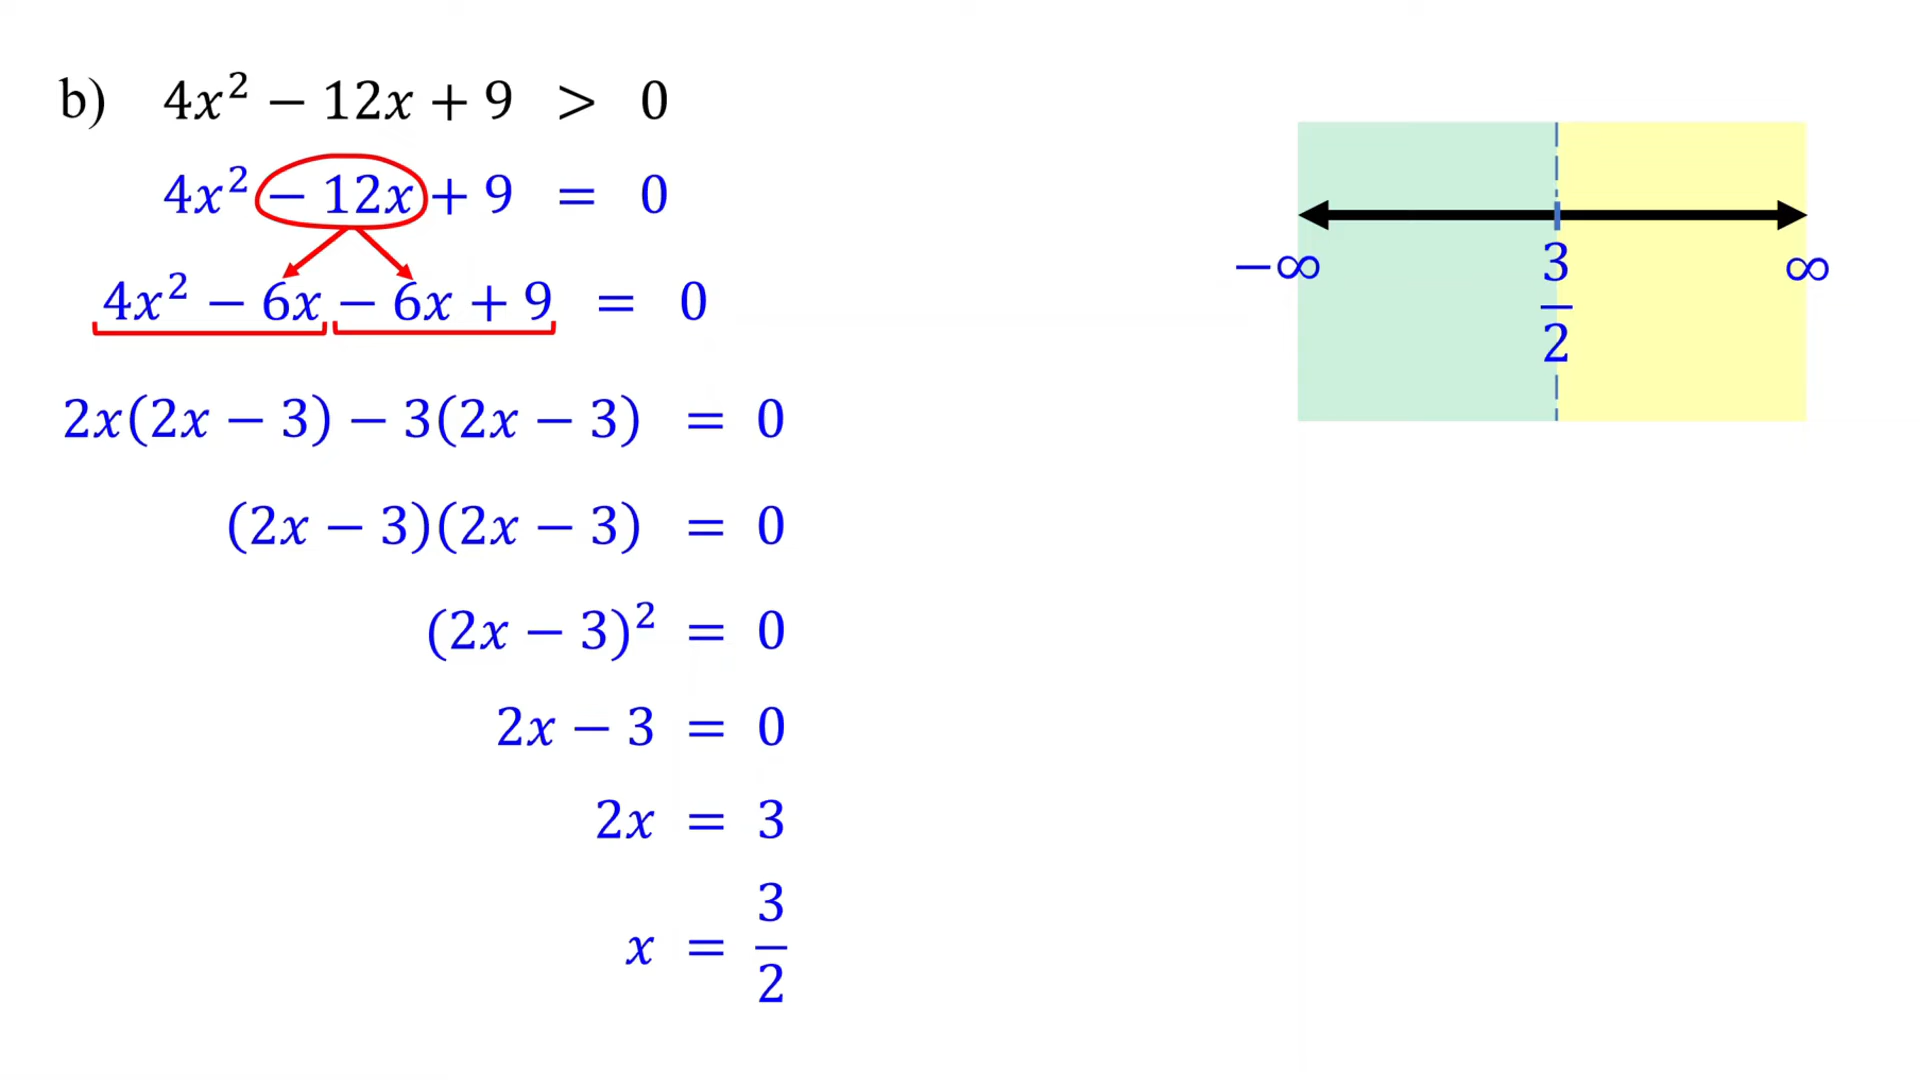 b) 4x² − 12x + 9 > 0
4x² − 12x + 9 = 0
4x² − 6x − 6x + 9 = 0
2x(2x − 3) − 3(2x − 3) = 0
(2x − 3)(2x − 3) = 0
(2x − 3)² = 0
2x − 3 = 0
2x = 3
x = 3/2
−∞ 3/2 ∞